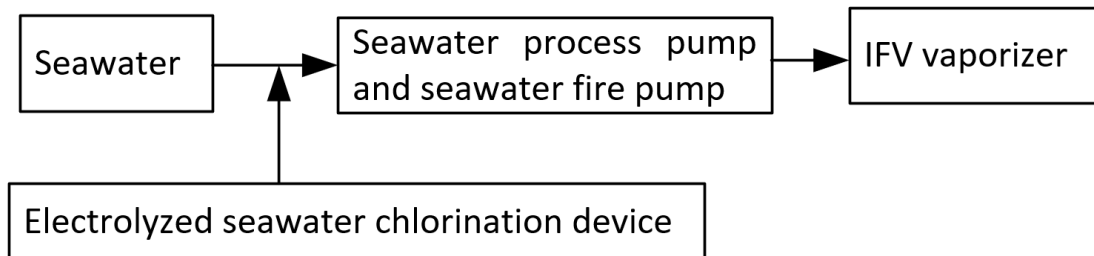 Seawater
Seawater process pump
and seawater fire pump
IFV vaporizer
Electrolyzed seawater chlorination device